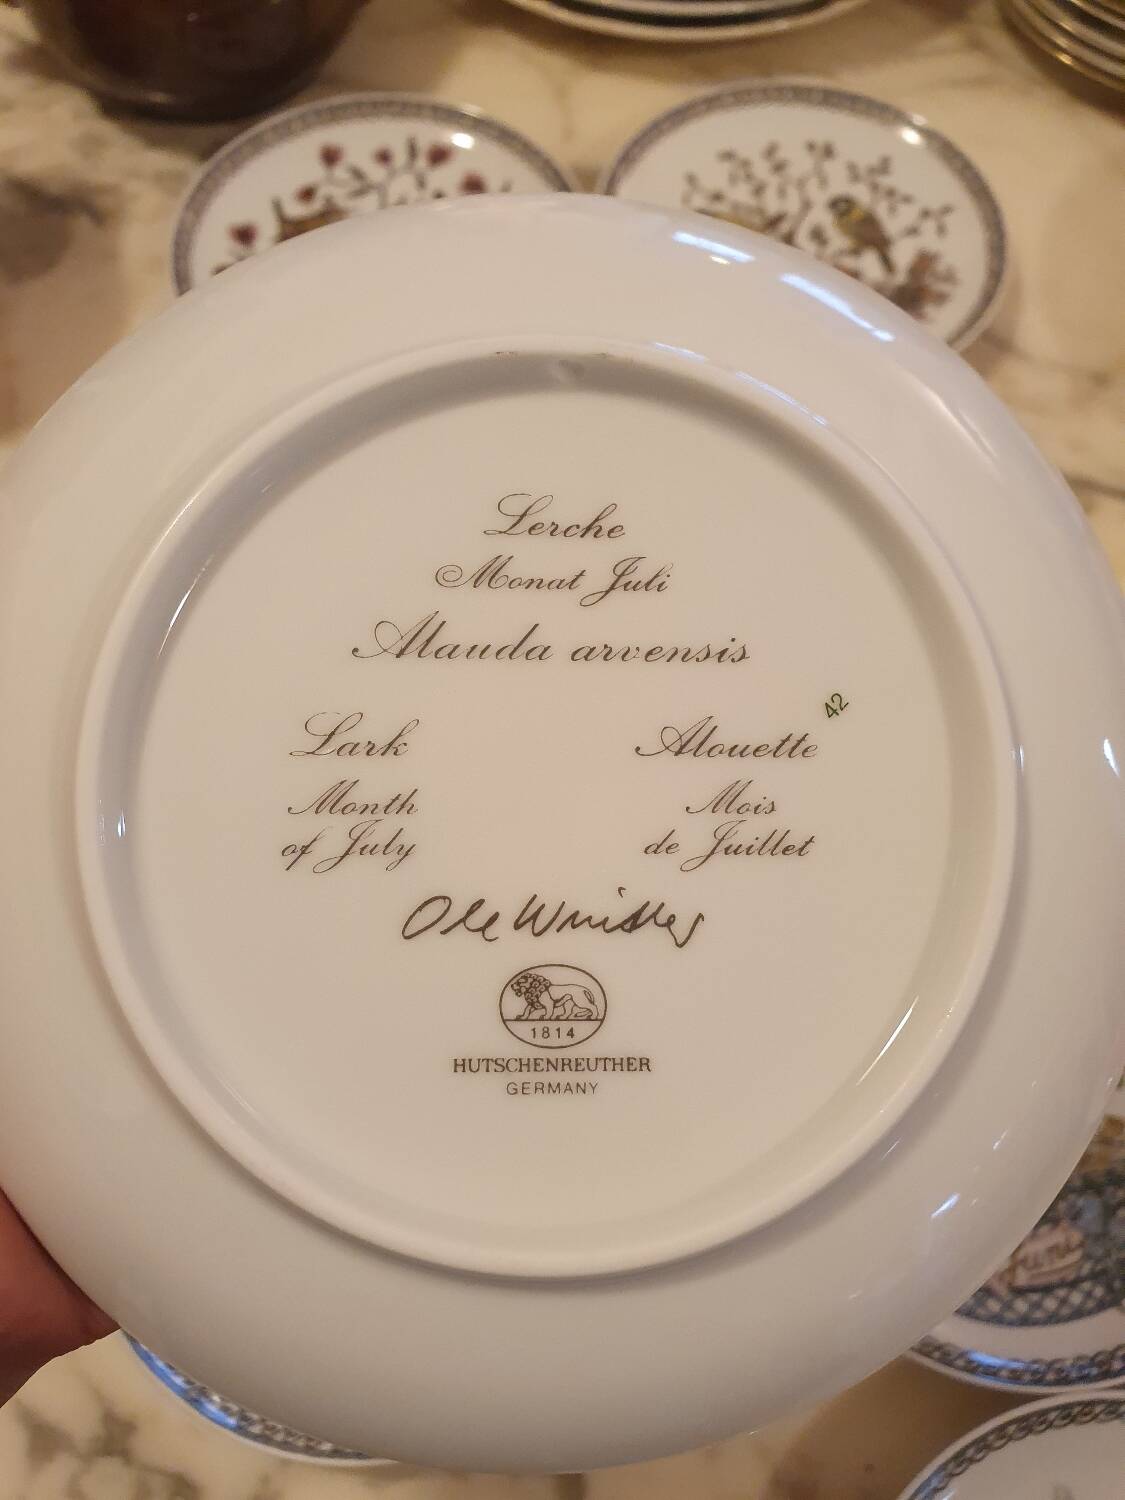 Lerche
Monat Juli
Alauda arvensis
42
Lark
Month
of July
Alouette
Mois
de Juillet
Ole Winther
1814
HUTSCHENREUTHER
GERMANY
Juni